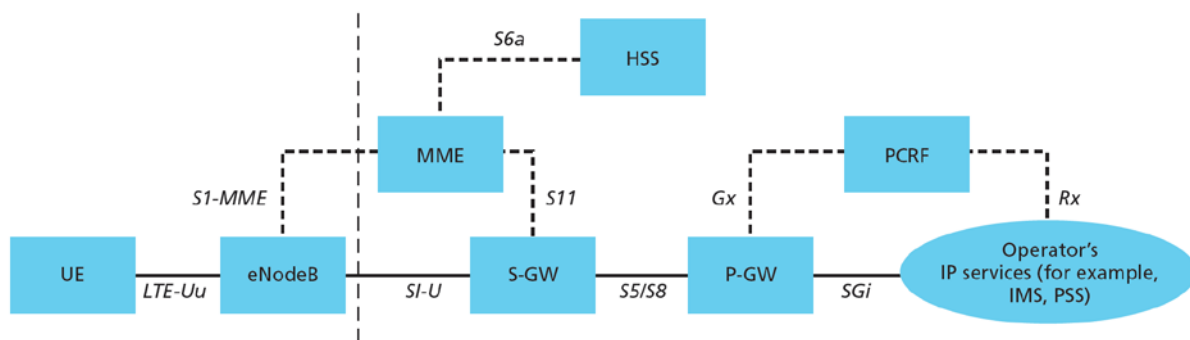 S6a
HSS
MME
PCRF
S1-MME
S11
Gx
Rx
UE
LTE-Uu
eNodeB
SI-U
S-GW
S5/S8
P-GW
SGi
Operator's
IP services (for example,
IMS, PSS)